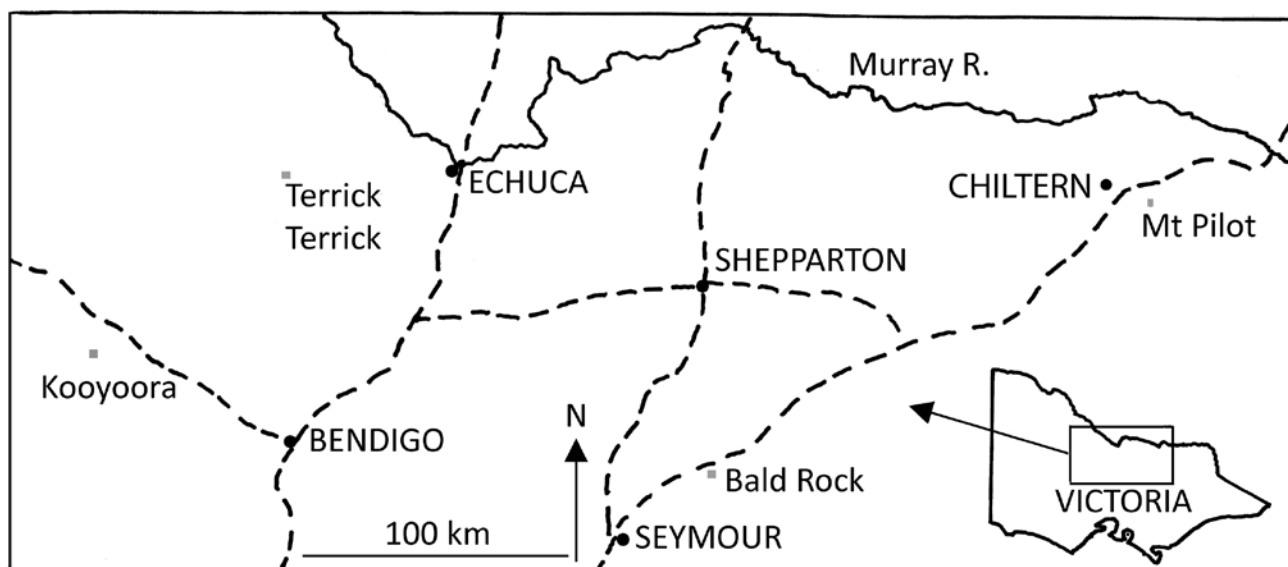 Murray R.
Terrick
Terrick
ECHUCA
CHILTERN
Mt Pilot
SHEPPARTON
Kooyoora
BENDIGO
N
Bald Rock
VICTORIA
100 km
SEYMOUR